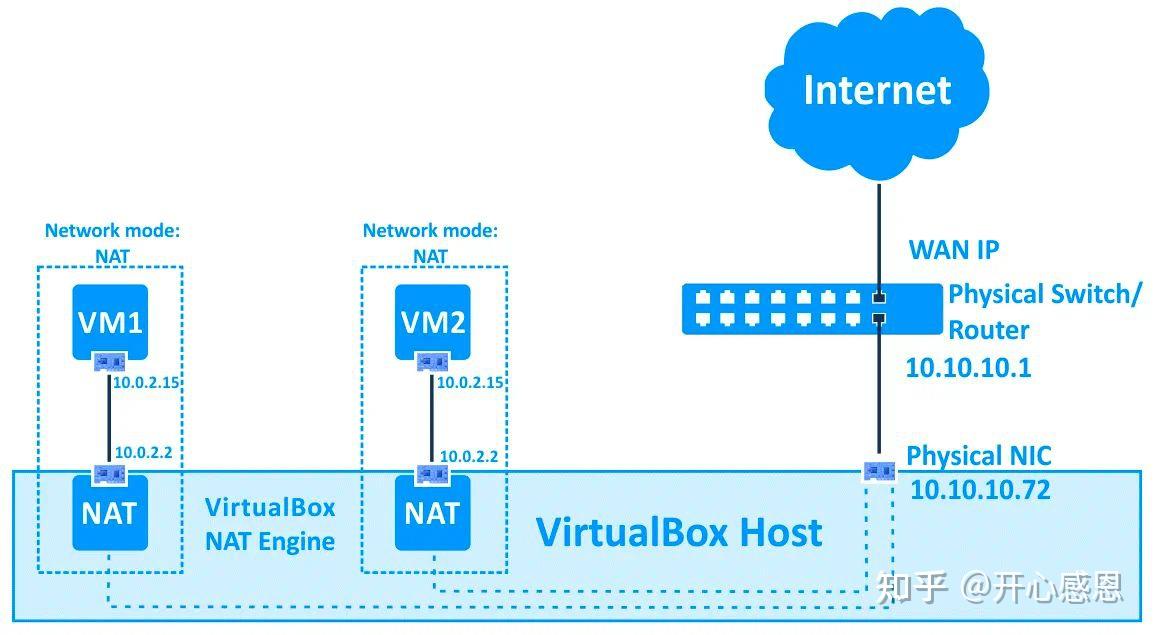 Internet
Network mode:
NAT
Network mode:
NAT
WAN IP
VM1
VM2
Physical Switch/
Router
10.10.10.1
10.0.2.15
10.0.2.15
10.0.2.2
10.0.2.2
Physical NIC
10.10.10.72
NAT
VirtualBox
NAT Engine
NAT
VirtualBox Host
知乎 @开心感恩